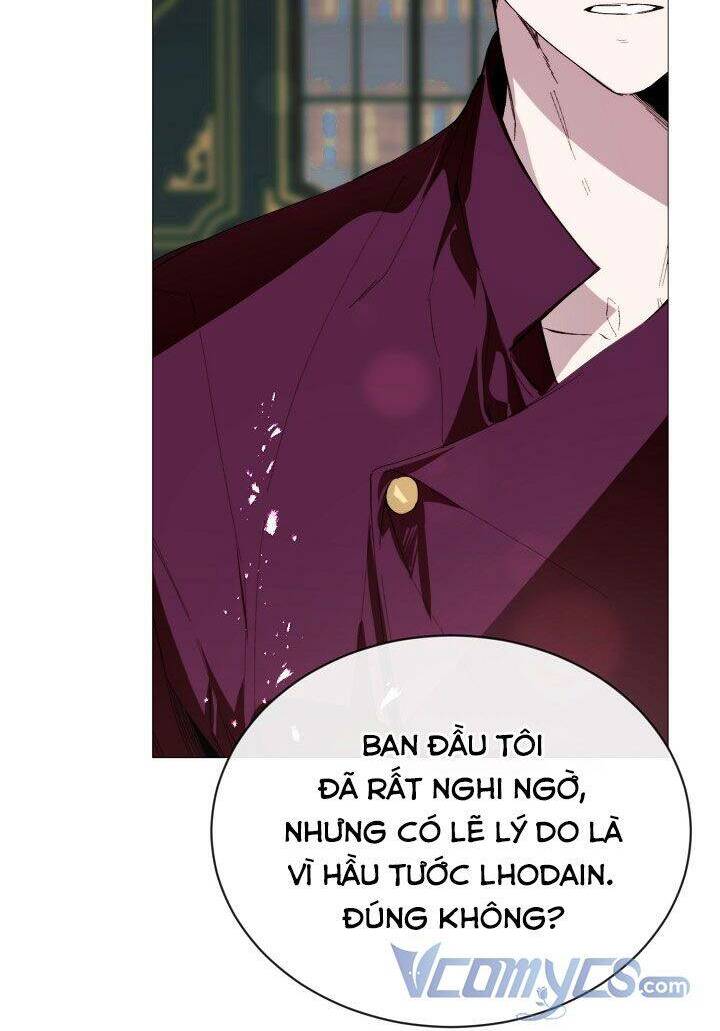 BAN ĐẦU TÔI
ĐÃ RẤT NGHI NGỜ,
NHƯNG CÓ LẼ LÝ DO LÀ
VÌ HẦU TƯỚC LHODAIN.
ĐÚNG KHÔNG?
VCOMYCS.com